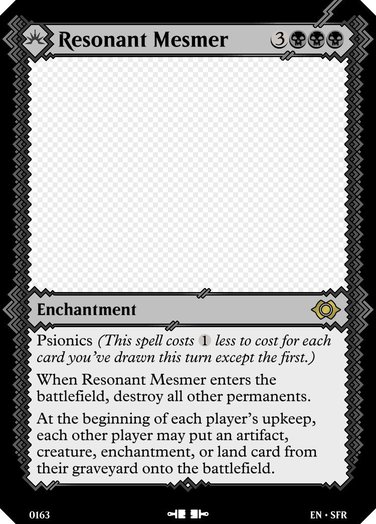 Resonant Mesmer 3
Enchantment
Psionics (This spell costs 1 less to cost for each
card you've drawn this turn except the first.)
When Resonant Mesmer enters the
battlefield, destroy all other permanents.
At the beginning of each player's upkeep,
each other player may put an artifact,
creature, enchantment, or land card from
their graveyard onto the battlefield.
0163
EN • SFR